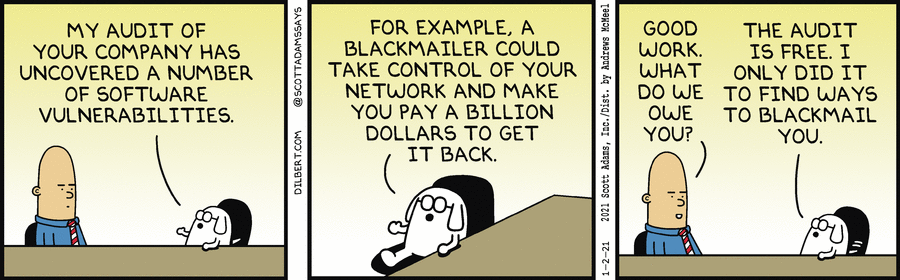 MY AUDIT OF
YOUR COMPANY HAS
UNCOVERED A NUMBER
OF SOFTWARE
VULNERABILITIES.
DILBERT.COM @SCOTTADAMSSAYS
FOR EXAMPLE, A
BLACKMAILER COULD
TAKE CONTROL OF YOUR
NETWORK AND MAKE
YOU PAY A BILLION
DOLLARS TO GET
IT BACK.
1-2-21 2021 Scott Adams, Inc./Dist. by Andrews McMeel
GOOD
WORK.
WHAT
DO WE
OWE
YOU?
THE AUDIT
IS FREE. I
ONLY DID IT
TO FIND WAYS
TO BLACKMAIL
YOU.